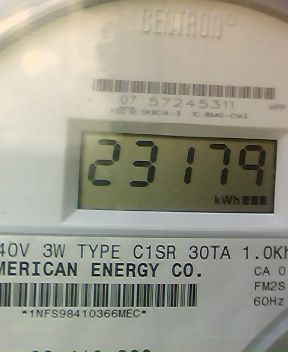 CENTRON®
07 57245311
23179
kWh
40V 3W TYPE C1SR 30TA 1.0Kh
MERICAN ENERGY CO.
CA 0
FM2S
60Hz
*1NFS98410366MEC*